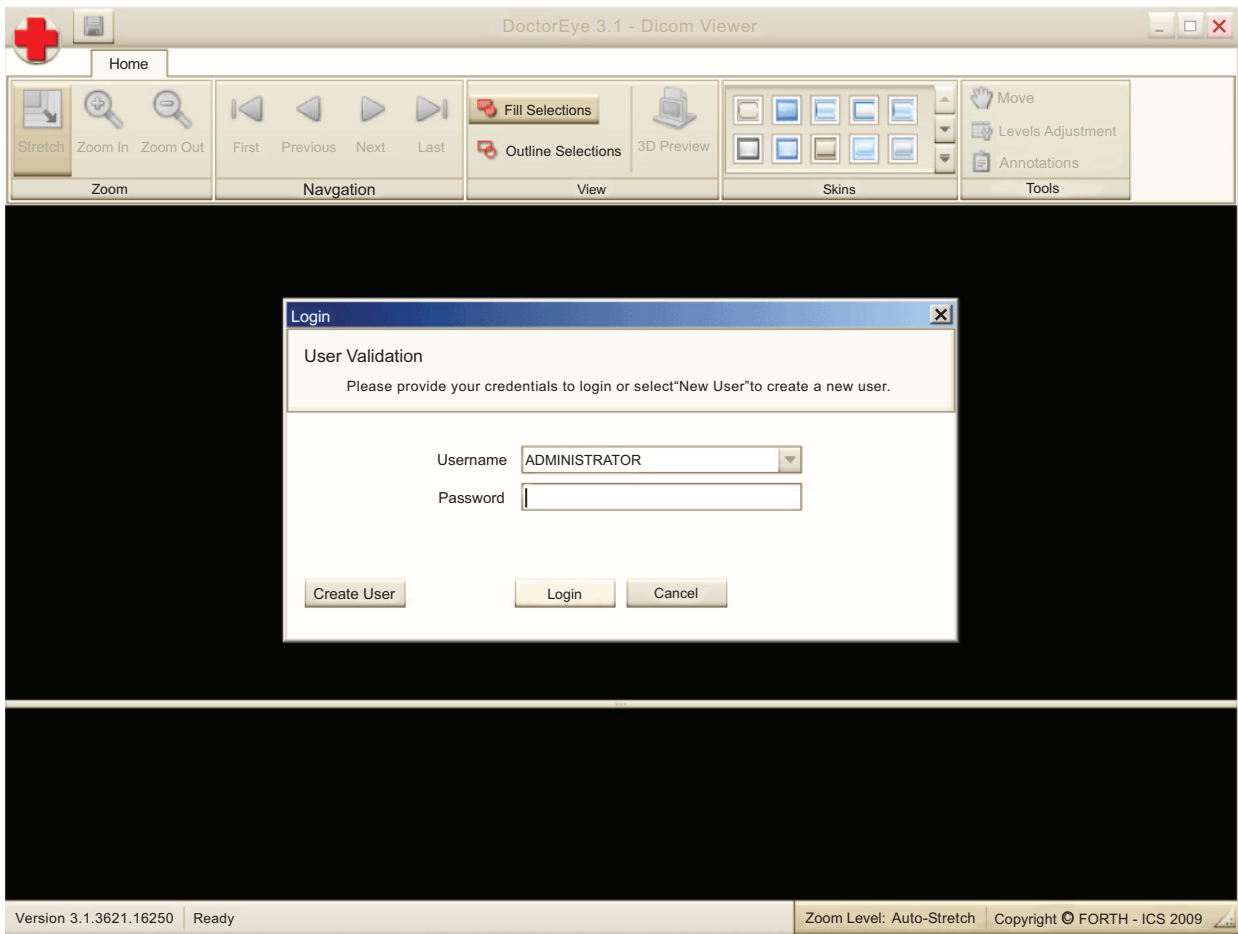 DoctorEye 3.1 - Dicom Viewer
Home
Stretch Zoom In Zoom Out
Zoom
First Previous Next Last
Navgation
Fill Selections
Outline Selections
3D Preview
View
Skins
Move
Levels Adjustment
Annotations
Tools
Login
User Validation
Please provide your credentials to login or select“New User”to create a new user.
Username ADMINISTRATOR
Password
Create User Login Cancel
Version 3.1.3621.16250 Ready Zoom Level: Auto-Stretch Copyright © FORTH - ICS 2009